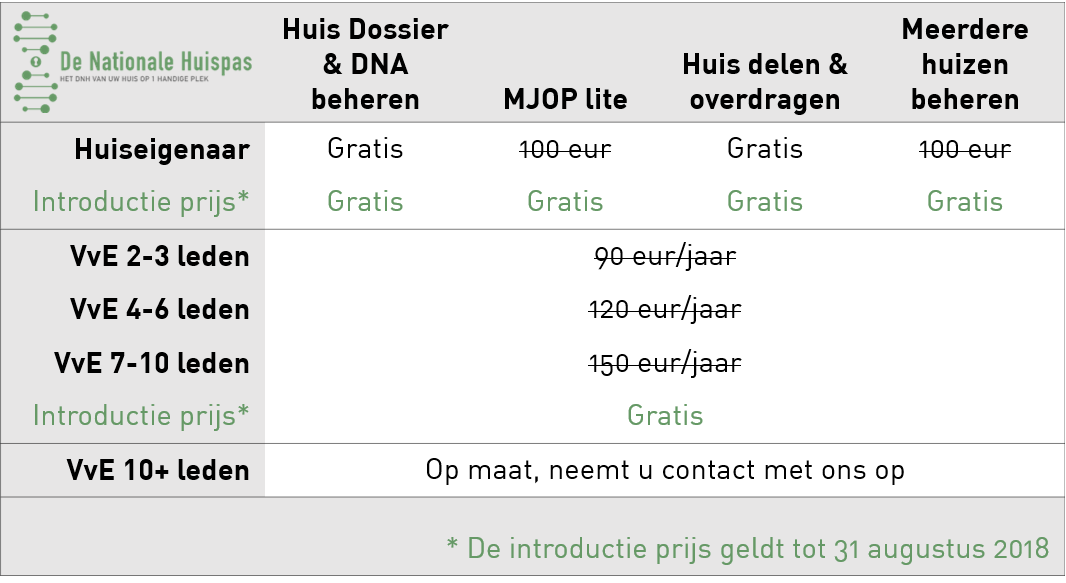 De Nationale Huispas
HET DNH VAN UW HUIS OP 1 HANDIGE PLEK
Huis Dossier
& DNA
beheren
MJOP lite
Huis delen &
overdragen
Meerdere
huizen
beheren
Huiseigenaar Gratis 100 eur Gratis 100 eur
Introductie prijs* Gratis Gratis Gratis Gratis
VvE 2-3 leden 90 eur/jaar
VvE 4-6 leden 120 eur/jaar
VvE 7-10 leden 150 eur/jaar
Introductie prijs* Gratis
VvE 10+ leden Op maat, neemt u contact met ons op
* De introductie prijs geldt tot 31 augustus 2018